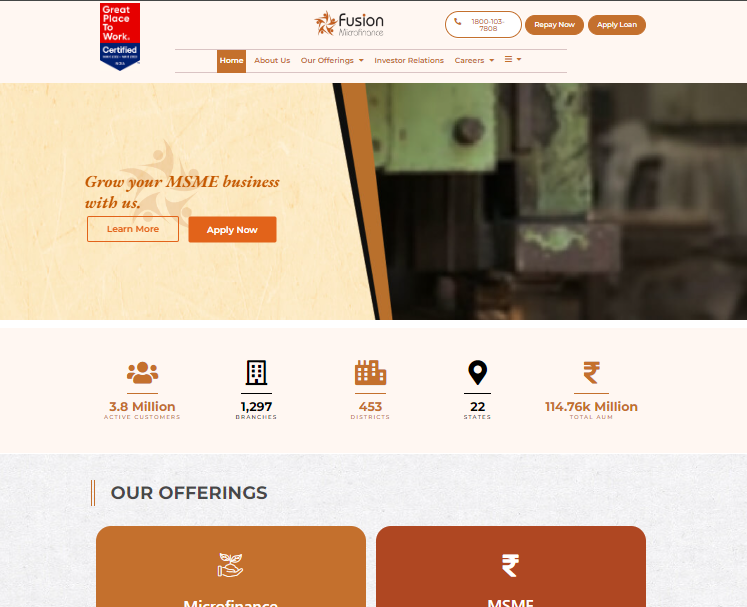 Great
Place
To
Work.
Certified
INDIA
Fusion
Microfinance
1800-103-
7808
Repay Now
Apply Loan
Home
About Us
Our Offerings
Investor Relations
Careers
Grow your MSME business
with us.
Learn More
Apply Now
3.8 Million
ACTIVE CUSTOMERS
1,297
BRANCHES
453
DISTRICTS
22
STATES
114.76k Million
TOTAL AUM
OUR OFFERINGS
Microfinance
MSME